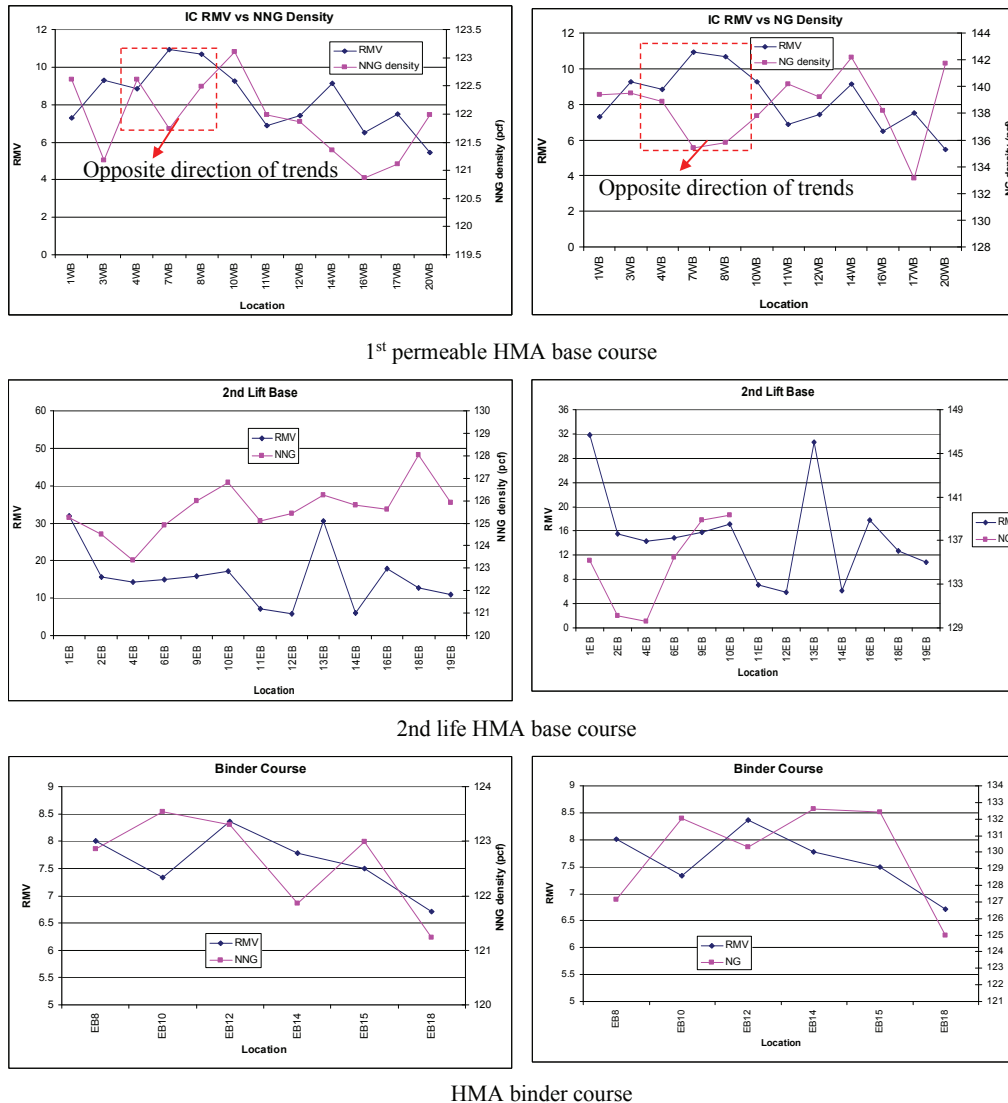 IC RMV vs NNG Density
12
10
8
6
4
2
0
RMV
123.5
123
122.5
122
121.5
121
120.5
120
119.5
NNG density (pcf)
RMV
NNG density
Opposite direction of trends
1WB
3WB
4WB
7WB
8WB
10WB
11WB
12WB
14WB
16WB
17WB
20WB
Location
IC RMV vs NG Density
12
10
8
6
4
2
0
RMV
144
142
140
138
136
134
132
130
128
NG density (pcf)
RMV
NG density
Opposite direction of trends
1WB
3WB
4WB
7WB
8WB
10WB
11WB
12WB
14WB
16WB
17WB
20WB
Location
1st permeable HMA base course
2nd Lift Base
60
50
40
30
20
10
0
RMV
130
129
128
127
126
125
124
123
122
121
120
NNG density (pcf)
RMV
NNG
1EB
2EB
4EB
6EB
9EB
10EB
11EB
12EB
13EB
14EB
16EB
18EB
19EB
Location
2nd Lift Base
36
32
28
24
20
16
12
8
4
0
RMV
149
146
141
137
133
129
RM
NG
1EB
2EB
4EB
6EB
9EB
10EB
11EB
12EB
13EB
14EB
16EB
18EB
19EB
Location
2nd life HMA base course
Binder Course
9
8.5
8
7.5
7
6.5
6
5.5
5
RMV
124
123
122
121
120
NNG density (pcf)
RMV
NNG
EB8
EB10
EB12
EB14
EB15
EB18
Location
Binder Course
9
8.5
8
7.5
7
6.5
6
5.5
5
RMV
134
133
132
130
129
127
126
125
124
122
121
RMV
NG
EB8
EB10
EB12
EB14
EB15
EB18
Location
HMA binder course